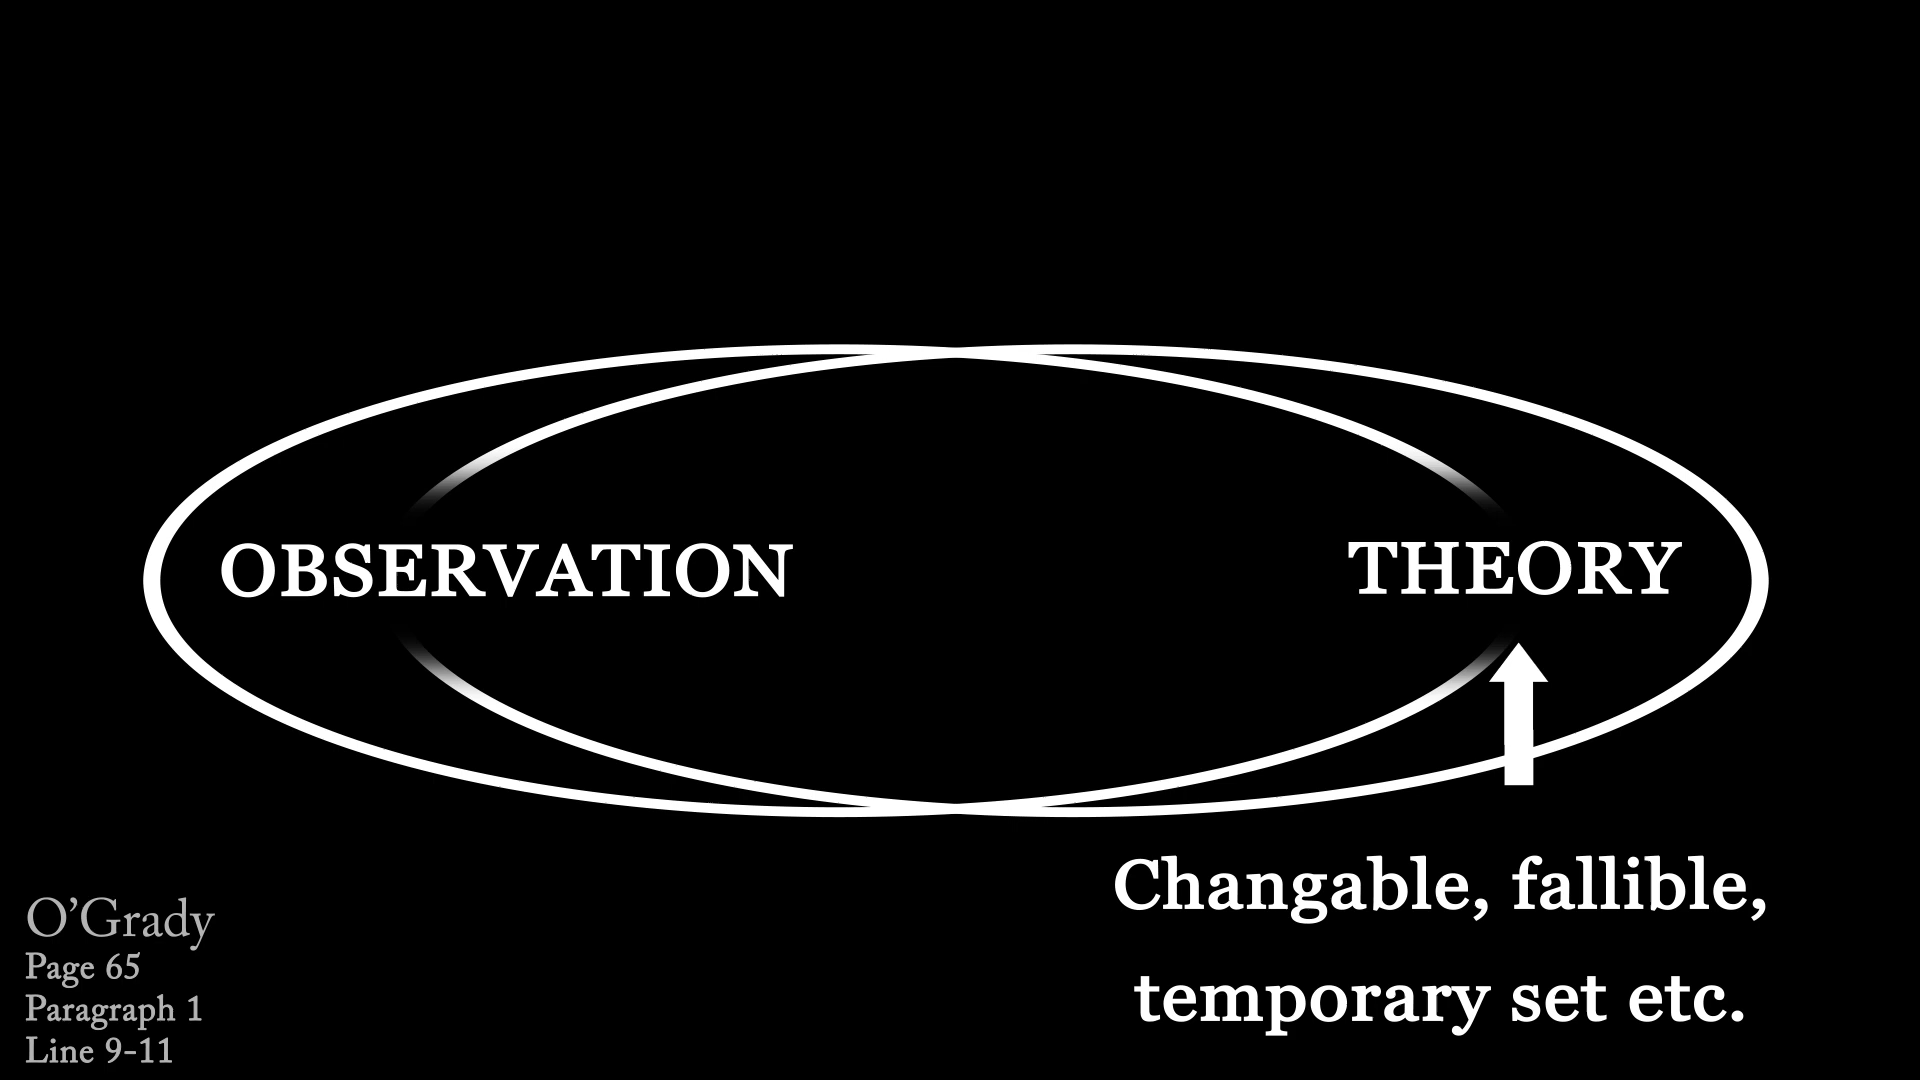 OBSERVATION
THEORY
Changable, fallible,
temporary set etc.
O’Grady
Page 65
Paragraph 1
Line 9-11